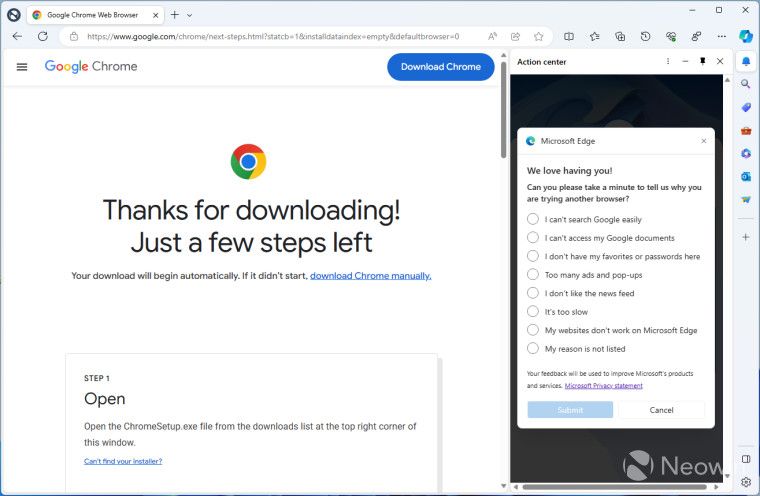 Google Chrome Web Browser
https://www.google.com/chrome/next-steps.html?statcb=1&installdataindex=empty&defaultbrowser=0
Google Chrome
Download Chrome
Thanks for downloading!
Just a few steps left
Your download will begin automatically. If it didn't start, download Chrome manually.
STEP 1
Open
Open the ChromeSetup.exe file from the downloads list at the top right corner of
this window.
Can't find your installer?
Action center
Microsoft Edge
We love having you!
Can you please take a minute to tell us why you
are trying another browser?
I can't search Google easily
I can't access my Google documents
I don't have my favorites or passwords here
Too many ads and pop-ups
I don't like the news feed
It's too slow
My websites don't work on Microsoft Edge
My reason is not listed
Your feedback will be used to improve Microsoft's products
and services. Microsoft Privacy statement
Submit
Cancel
Neowin